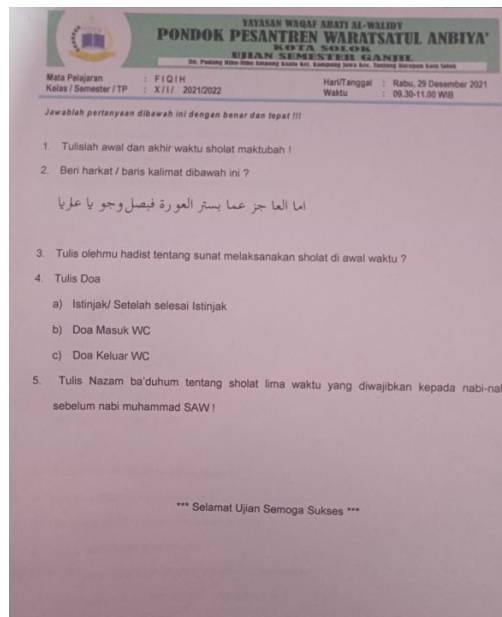 YAYASAN WAQAF ABATI AL-WALIDY
PONDOK PESANTREN WARATSATUL ANBIYA'
KOTA SOLOK
UJIAN SEMESTER GANJIL
Mata Pelajaran : FIQIH
Hari/Tanggal : Rabu, 29 Desember 2021
Kelas / Semester / TP : X / I / 2021/2022
Waktu : 09.30-11.00 WIB
Jawablah pertanyaan dibawah ini dengan benar dan tepat !!!
1. Tulislah awal dan akhir waktu sholat maktubah !
2. Beri harkat / baris kalimat dibawah ini ?
اما العا جز عما يستر العورة فيصل وجو با عاريا
3. Tulis olehmu hadist tentang sunat melaksanakan sholat di awal waktu ?
4. Tulis Doa
a) Istinjak/ Setelah selesai Istinjak
b) Doa Masuk WC
c) Doa Keluar WC
5. Tulis Nazam ba'duhum tentang sholat lima waktu yang diwajibkan kepada nabi-nal
sebelum nabi muhammad SAW !
*** Selamat Ujian Semoga Sukses ***